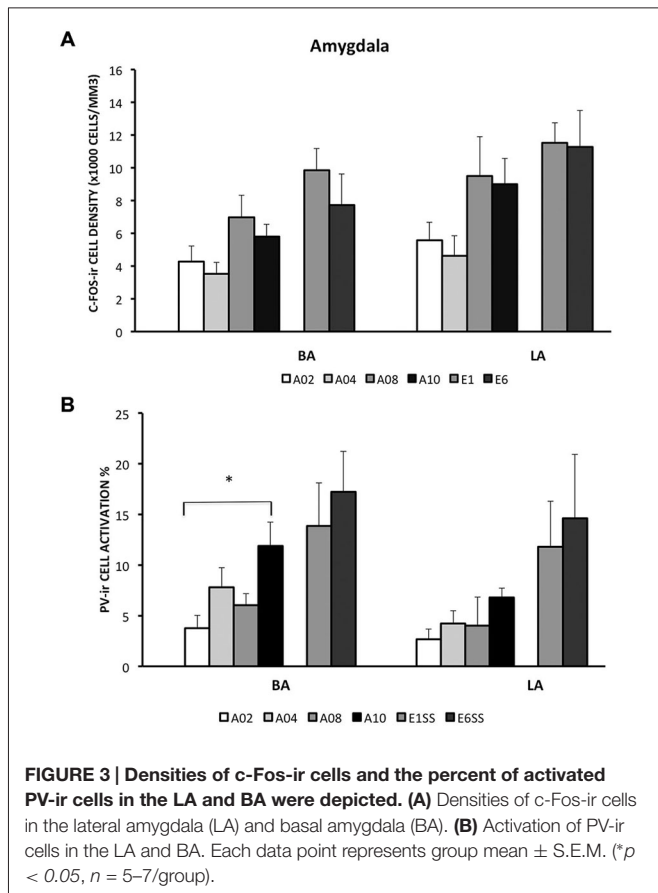 A
Amygdala
C-FOS-ir CELL DENSITY (x1000 CELLS/MM3)
16
14
12
10
8
6
4
2
0
BA LA
A02 A04 A08 A10 E1 E6
B
PV-ir CELL ACTIVATION %
25
20
15
10
5
0
*
BA LA
A02 A04 A08 A10 E1SS E6SS
FIGURE 3 | Densities of c-Fos-ir cells and the percent of activated
PV-ir cells in the LA and BA were depicted. (A) Densities of c-Fos-ir cells
in the lateral amygdala (LA) and basal amygdala (BA). (B) Activation of PV-ir
cells in the LA and BA. Each data point represents group mean ± S.E.M. (*p
< 0.05, n = 5–7/group).